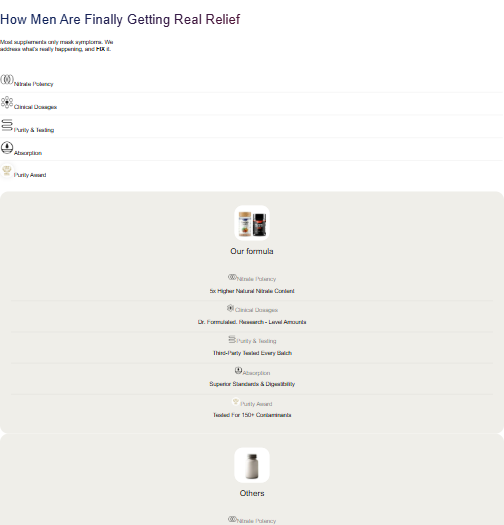 How Men Are Finally Getting Real Relief
Most supplements only mask symptoms. We
address what's really happening, and FIX it.
Nitrate Potency
Clinical Dosages
Purity & Testing
Absorption
Purity Award
Our formula
Nitrate Potency
5x Higher Natural Nitrate Content
Clinical Dosages
Dr. Formulated, Research - Level Amounts
Purity & Testing
Third-Party Tested Every Batch
Absorption
Superior Standards & Digestibility
Purity Award
Tested For 150+ Contaminants
Others
Nitrate Potency